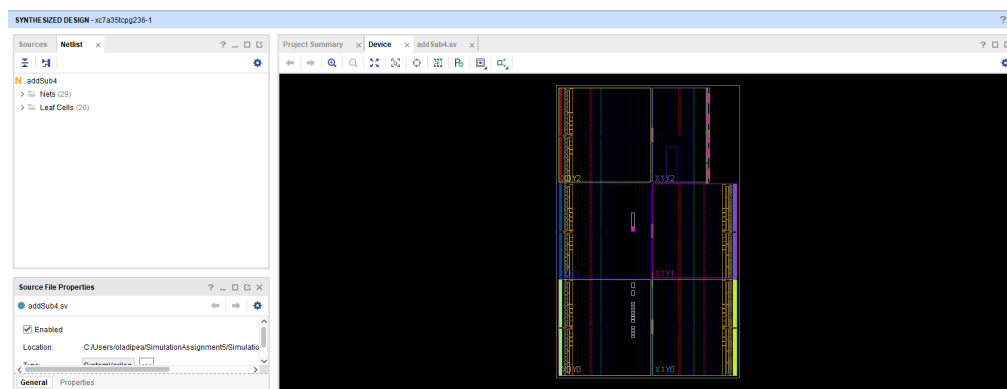 SYNTHESIZED DESIGN - xc7a35tcpg236-1
Sources Netlist
addSub4
Nets (29)
Leaf Cells (20)
Source File Properties
addSub4.sv
Enabled
Location: C:/Users/oladipea/SimulationAssignment5/Simulatio
General Properties
Project Summary Device addSub4.sv
X0Y2 X1Y2
X0Y1 X1Y1
X0Y0 X1Y0